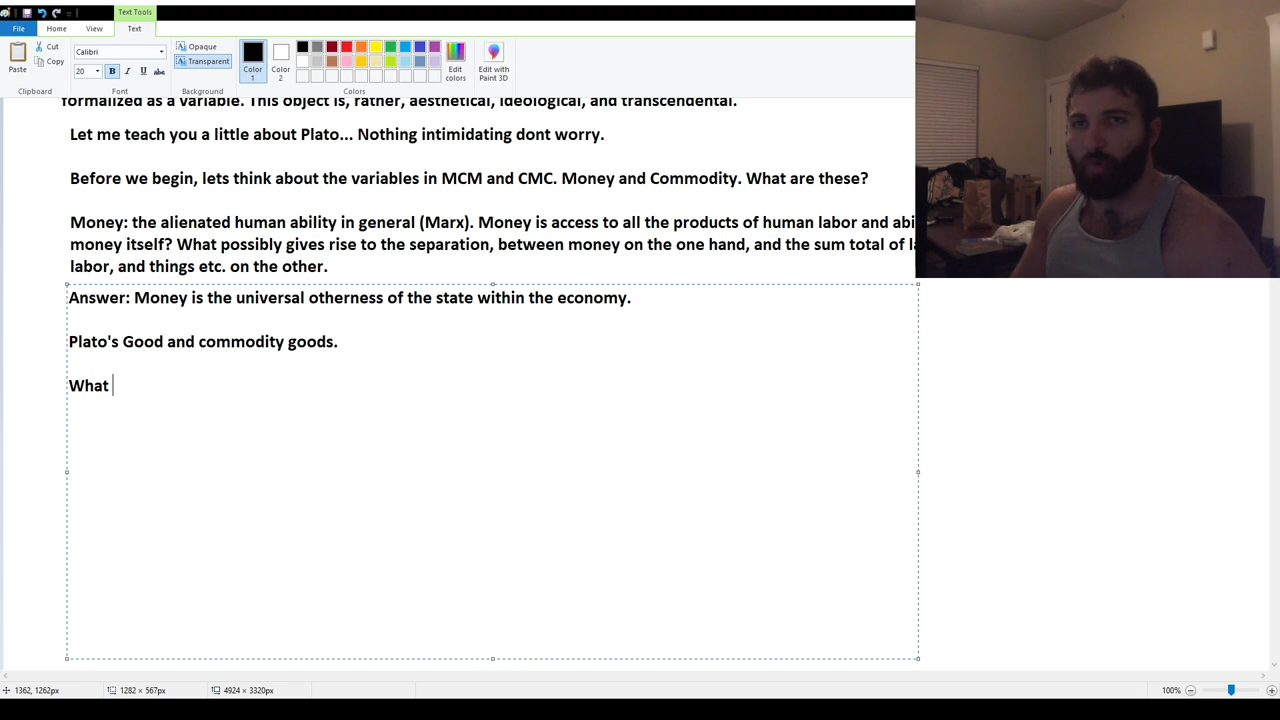 Text Tools
File Home View Text
Paste
Cut
Copy
Clipboard
Calibri
20
B I U abc
Font
Opaque
Transparent
Background
Color 1
Color 2
Edit colors
Edit with Paint 3D
Colors
formalized as a variable. This object is, rather, aesthetical, ideological, and transcendental.
Let me teach you a little about Plato... Nothing intimidating dont worry.
Before we begin, lets think about the variables in MCM and CMC. Money and Commodity. What are these?
Money: the alienated human ability in general (Marx). Money is access to all the products of human labor and
money itself? What possibly gives rise to the separation, between money on the one hand, and the sum total of
labor, and things etc. on the other.
Answer: Money is the universal otherness of the state within the economy.
Plato's Good and commodity goods.
What
1362, 1262px 1282 × 567px 4924 × 3320px 100%